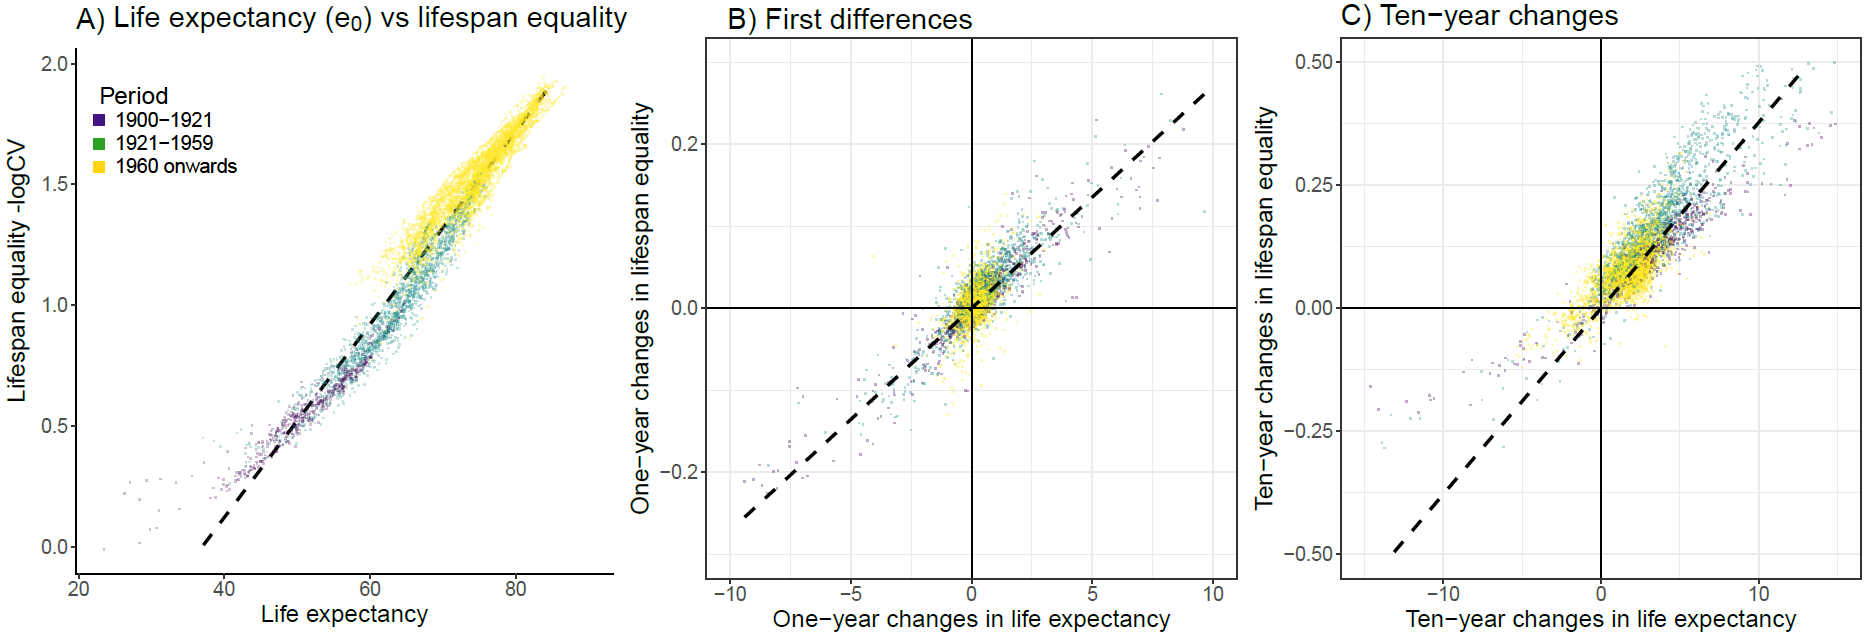 A) Life expectancy (e₀) vs lifespan equality
Lifespan equality -logCV
2.0
1.5
1.0
0.5
0.0
Period
1900−1921
1921−1959
1960 onwards
20
40
60
80
Life expectancy
B) First differences
One−year changes in lifespan equality
0.2
0.0
−0.2
−10
−5
0
5
10
One−year changes in life expectancy
C) Ten−year changes
Ten−year changes in lifespan equality
0.50
0.25
0.00
−0.25
−0.50
−10
0
10
Ten−year changes in life expectancy